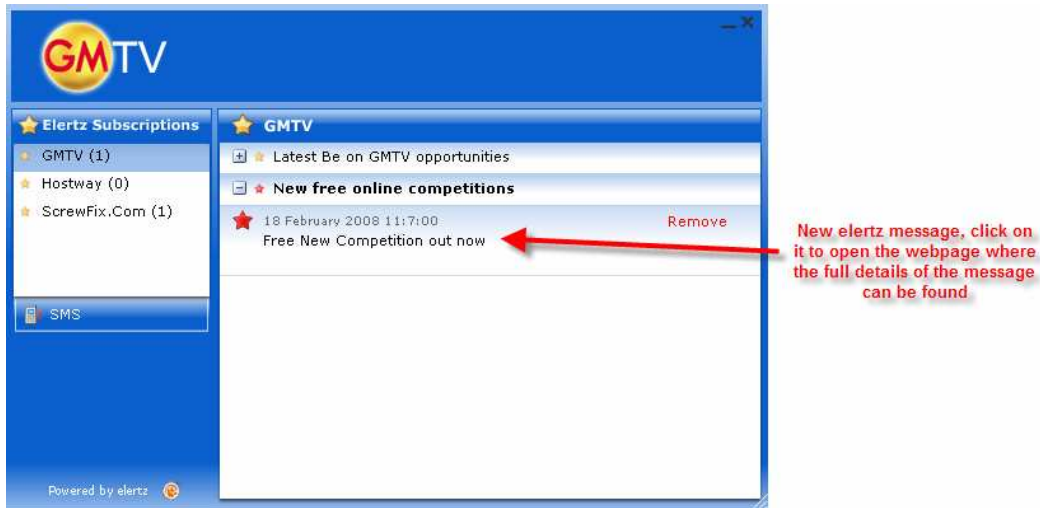 GMTV
Elertz Subscriptions
GMTV (1)
Hostway (0)
ScrewFix.Com (1)
SMS
Powered by elertz
GMTV
Latest Be on GMTV opportunities
New free online competitions
18 February 2008 11:7:00
Remove
Free New Competition out now
New elertz message, click on
it to open the webpage where
the full details of the message
can be found